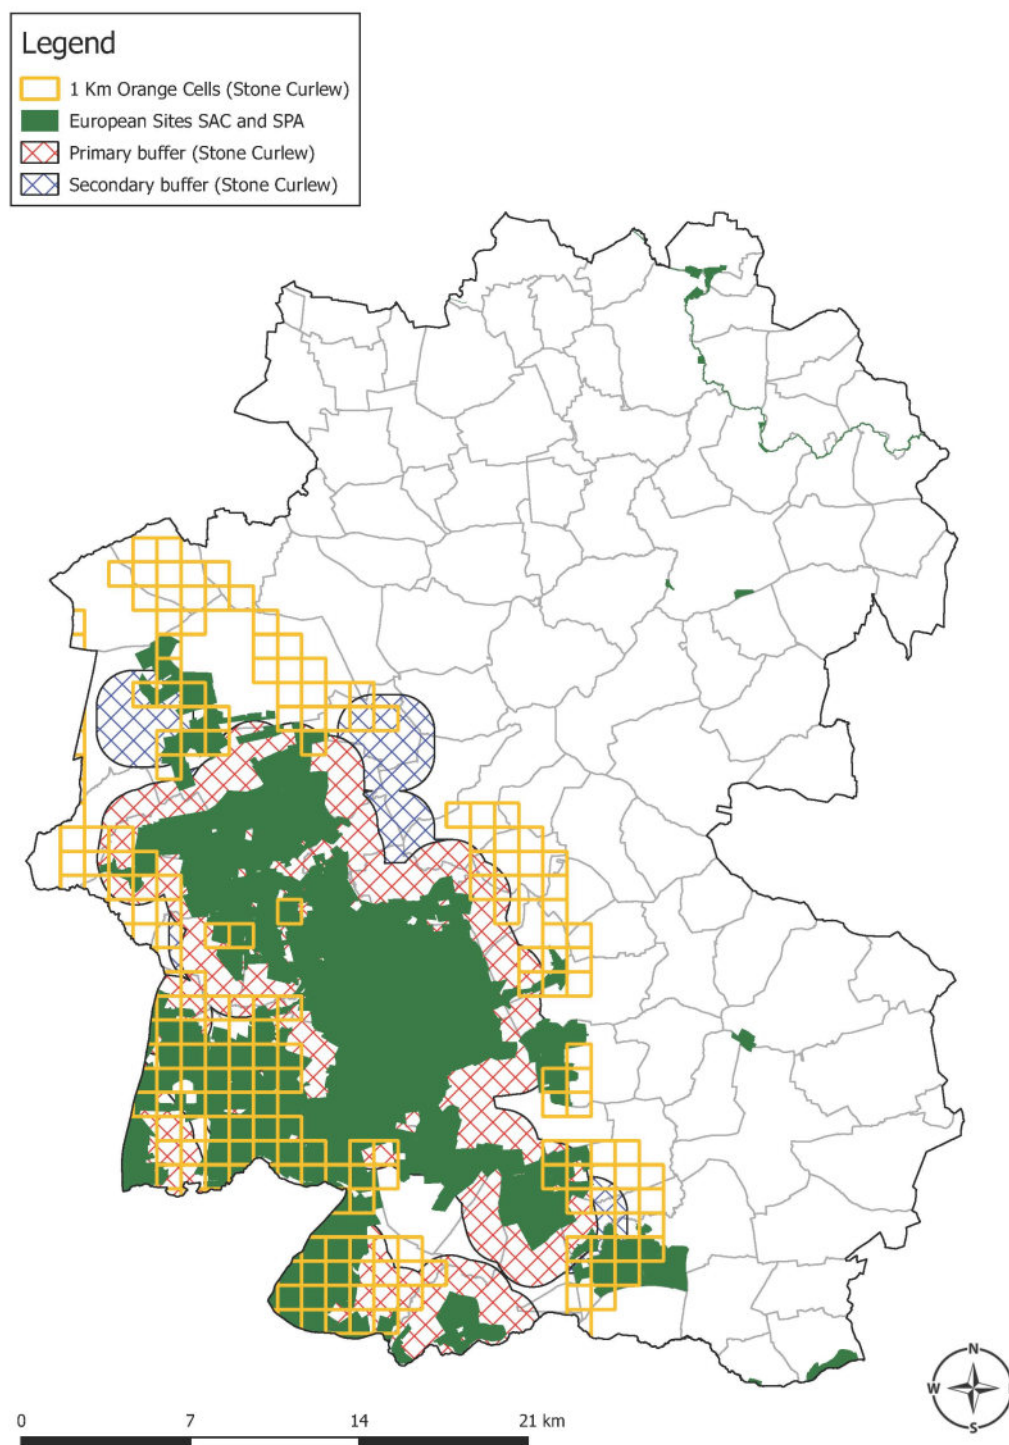 Legend
1 Km Orange Cells (Stone Curlew)
European Sites SAC and SPA
Primary buffer (Stone Curlew)
Secondary buffer (Stone Curlew)
N
W E
S
0 7 14 21 km